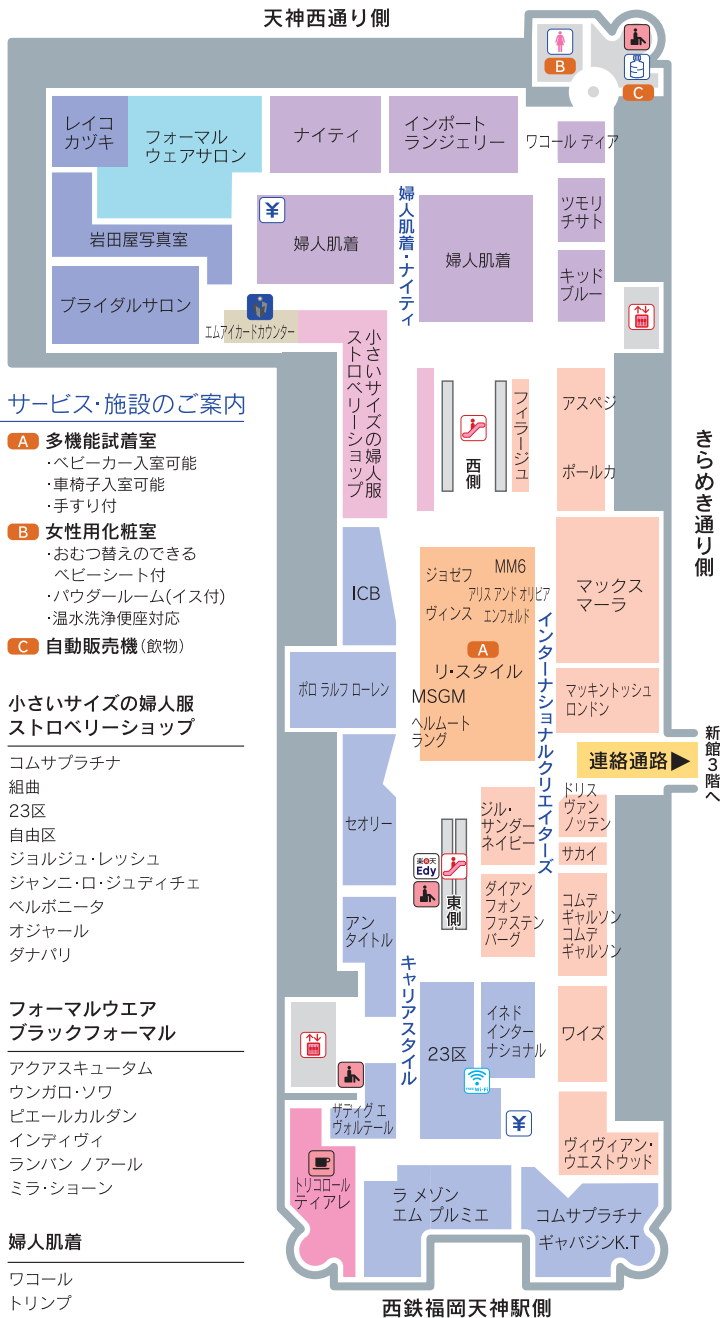 天神西通り側
B
C
レイコ
カヅキ
フォーマル
ウェアサロン
ナイティ
インポート
ランジェリー
ワコール ディア
婦人肌着・ナイティ
¥
婦人肌着
婦人肌着
ツモリ
チサト
岩田屋写真室
キッド
ブルー
ブライダルサロン
エムアイカードカウンター
小さいサイズの婦人服
ストロベリーショップ
西側
フィラージュ
アスペジ
ポールカ
きらめき通り側
サービス・施設のご案内
A 多機能試着室
・ベビーカー入室可能
・車椅子入室可能
・手すり付
B 女性用化粧室
・おむつ替えのできる
ベビーシート付
・パウダールーム(イス付)
・温水洗浄便座対応
C 自動販売機(飲物)
小さいサイズの婦人服
ストロベリーショップ
コムサプラチナ
組曲
23区
自由区
ジョルジュ・レッシュ
ジャンニ・ロ・ジュディチェ
ベルボニータ
オジャール
ダナパリ
フォーマルウエア
ブラックフォーマル
アクアスキュータム
ウンガロ・ソワ
ピエールカルダン
インディヴィ
ランバン ノアール
ミラ・ショーン
婦人肌着
ワコール
トリンプ
ICB
ジョゼフ
MM6
アリス アンド オリビア
ヴィンス
エンフォルド
A
リ・スタイル
MSGM
ヘルムート
ラング
インターナショナルクリエイターズ
マックス
マーラ
ポロ ラルフ ローレン
マッキントッシュ
ロンドン
連絡通路▶
新館3階へ
セオリー
ジル・
サンダー
ネイビー
ドリス
ヴァン
ノッテン
サカイ
楽天
Edy
東側
ダイアン
フォン
ファステン
バーグ
コムデ
ギャルソン
コムデ
ギャルソン
アン
タイトル
キャリアスタイル
23区
イネド
インター
ナショナル
Wi-Fi
ワイズ
¥
ザディグ エ
ヴォルテール
ヴィヴィアン・
ウエストウッド
トリコロール
ティアレ
ラ メゾン
エム プルミエ
コムサプラチナ
ギャバジンK.T
西鉄福岡天神駅側